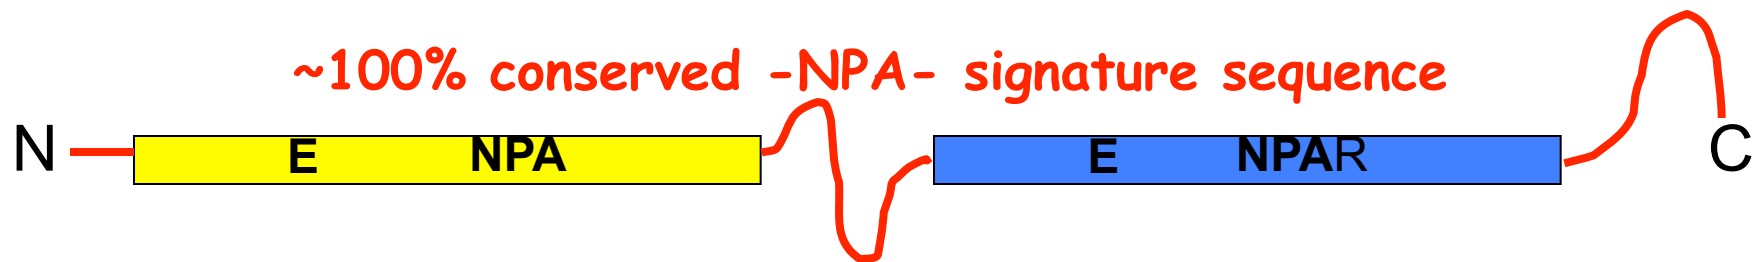 ~100% conserved -NPA- signature sequence
N E NPA E NPAR C